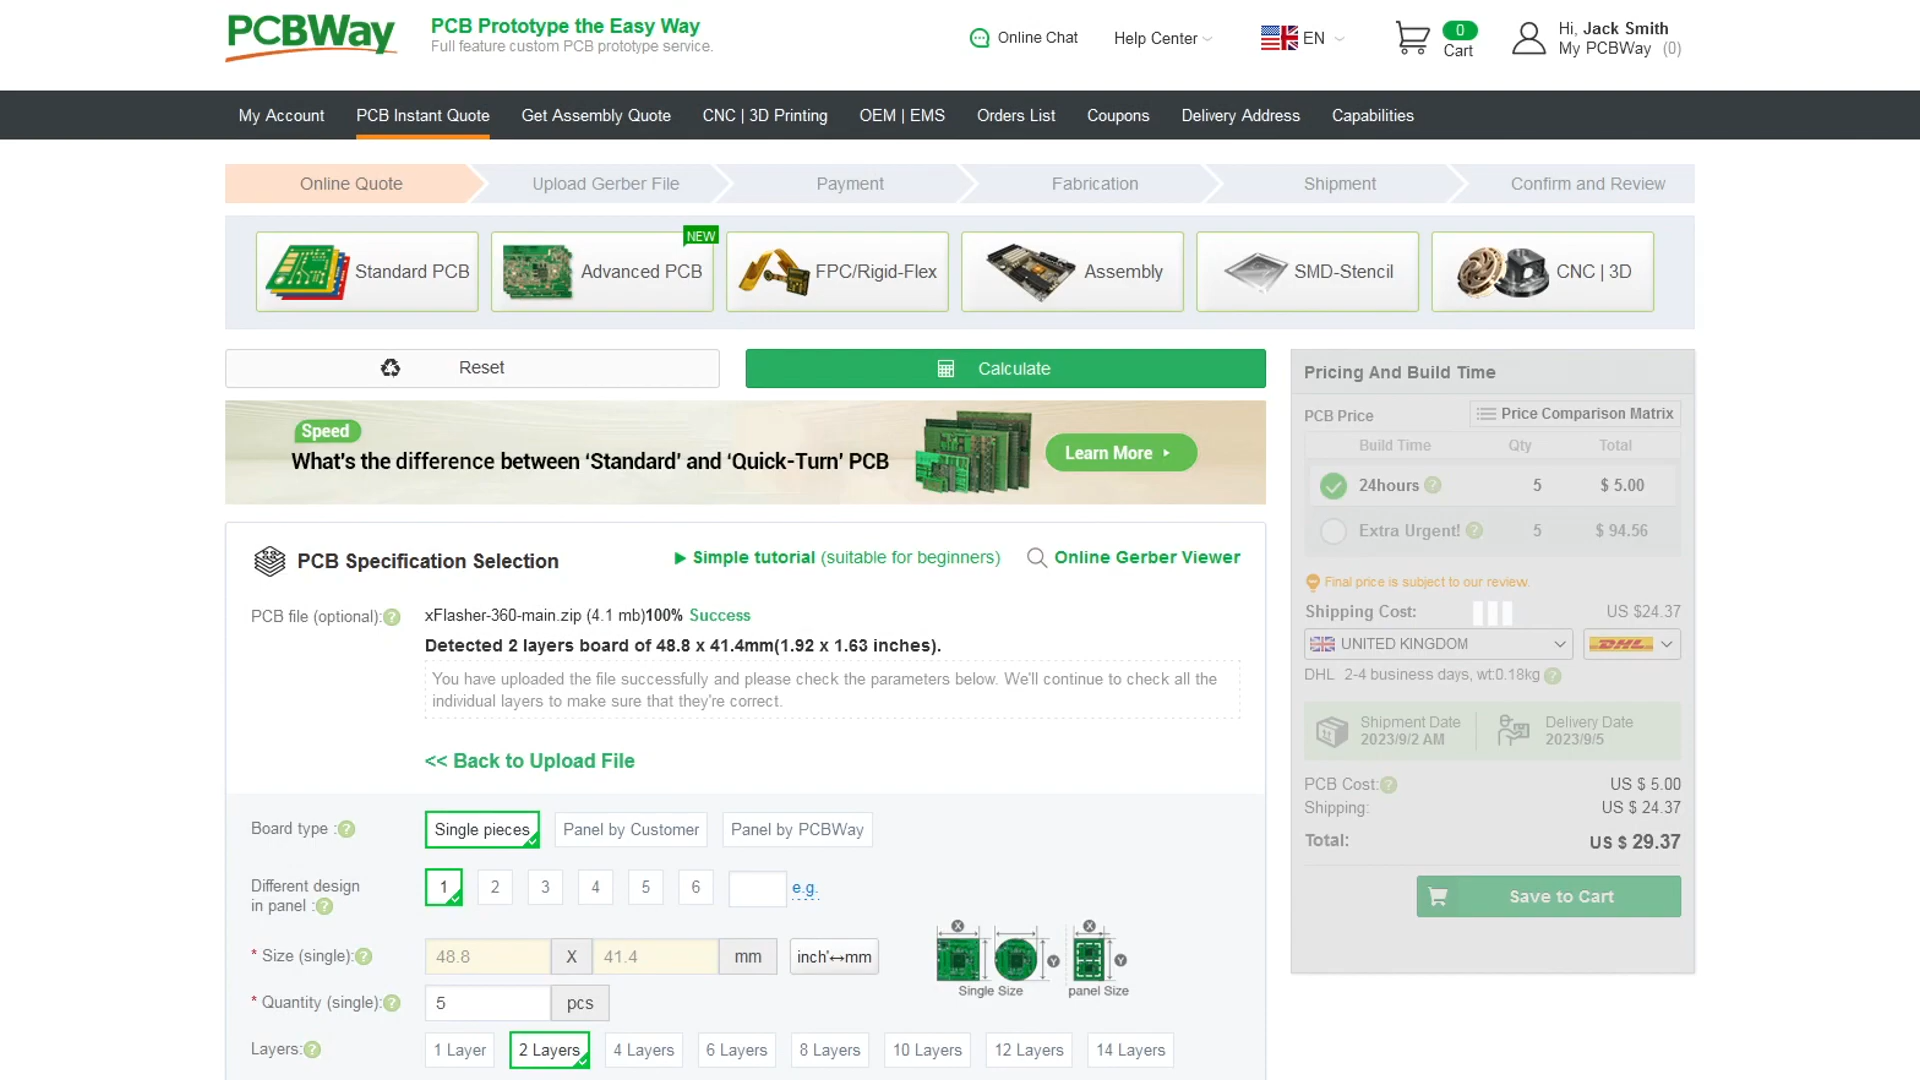 PCBWay
PCB Prototype the Easy Way
Full feature custom PCB prototype service.
Online Chat
Help Center
EN
0
Cart
Hi, Jack Smith
My PCBWay (0)
My Account
PCB Instant Quote
Get Assembly Quote
CNC | 3D Printing
OEM | EMS
Orders List
Coupons
Delivery Address
Capabilities
Online Quote
Upload Gerber File
Payment
Fabrication
Shipment
Confirm and Review
Standard PCB
NEW
Advanced PCB
FPC/Rigid-Flex
Assembly
SMD-Stencil
CNC | 3D
Reset
Calculate
Speed
What's the difference between ‘Standard’ and ‘Quick-Turn’ PCB
Learn More
PCB Specification Selection
Simple tutorial (suitable for beginners)
Online Gerber Viewer
PCB file (optional):?
xFlasher-360-main.zip (4.1 mb)100% Success
Detected 2 layers board of 48.8 x 41.4mm(1.92 x 1.63 inches).
You have uploaded the file successfully and please check the parameters below. We'll continue to check all the
individual layers to make sure that they're correct.
<< Back to Upload File
Board type :?
Single pieces
Panel by Customer
Panel by PCBWay
Different design
in panel :?
1
2
3
4
5
6
e.g.
* Size (single):?
48.8
X
41.4
mm
inch"↔mm
X
Y
Single Size
X
Y
panel Size
* Quantity (single):?
5
pcs
Layers:?
1 Layer
2 Layers
4 Layers
6 Layers
8 Layers
10 Layers
12 Layers
14 Layers
Pricing And Build Time
PCB Price
Price Comparison Matrix
Build Time Qty Total
24hours ? 5 $ 5.00
Extra Urgent! ? 5 $ 94.56
Final price is subject to our review.
Shipping Cost: US $24.37
UNITED KINGDOM
DHL
DHL 2-4 business days, wt:0.18kg ?
Shipment Date
2023/9/2 AM
Delivery Date
2023/9/5
PCB Cost:? US $ 5.00
Shipping: US $ 24.37
Total: US $ 29.37
Save to Cart